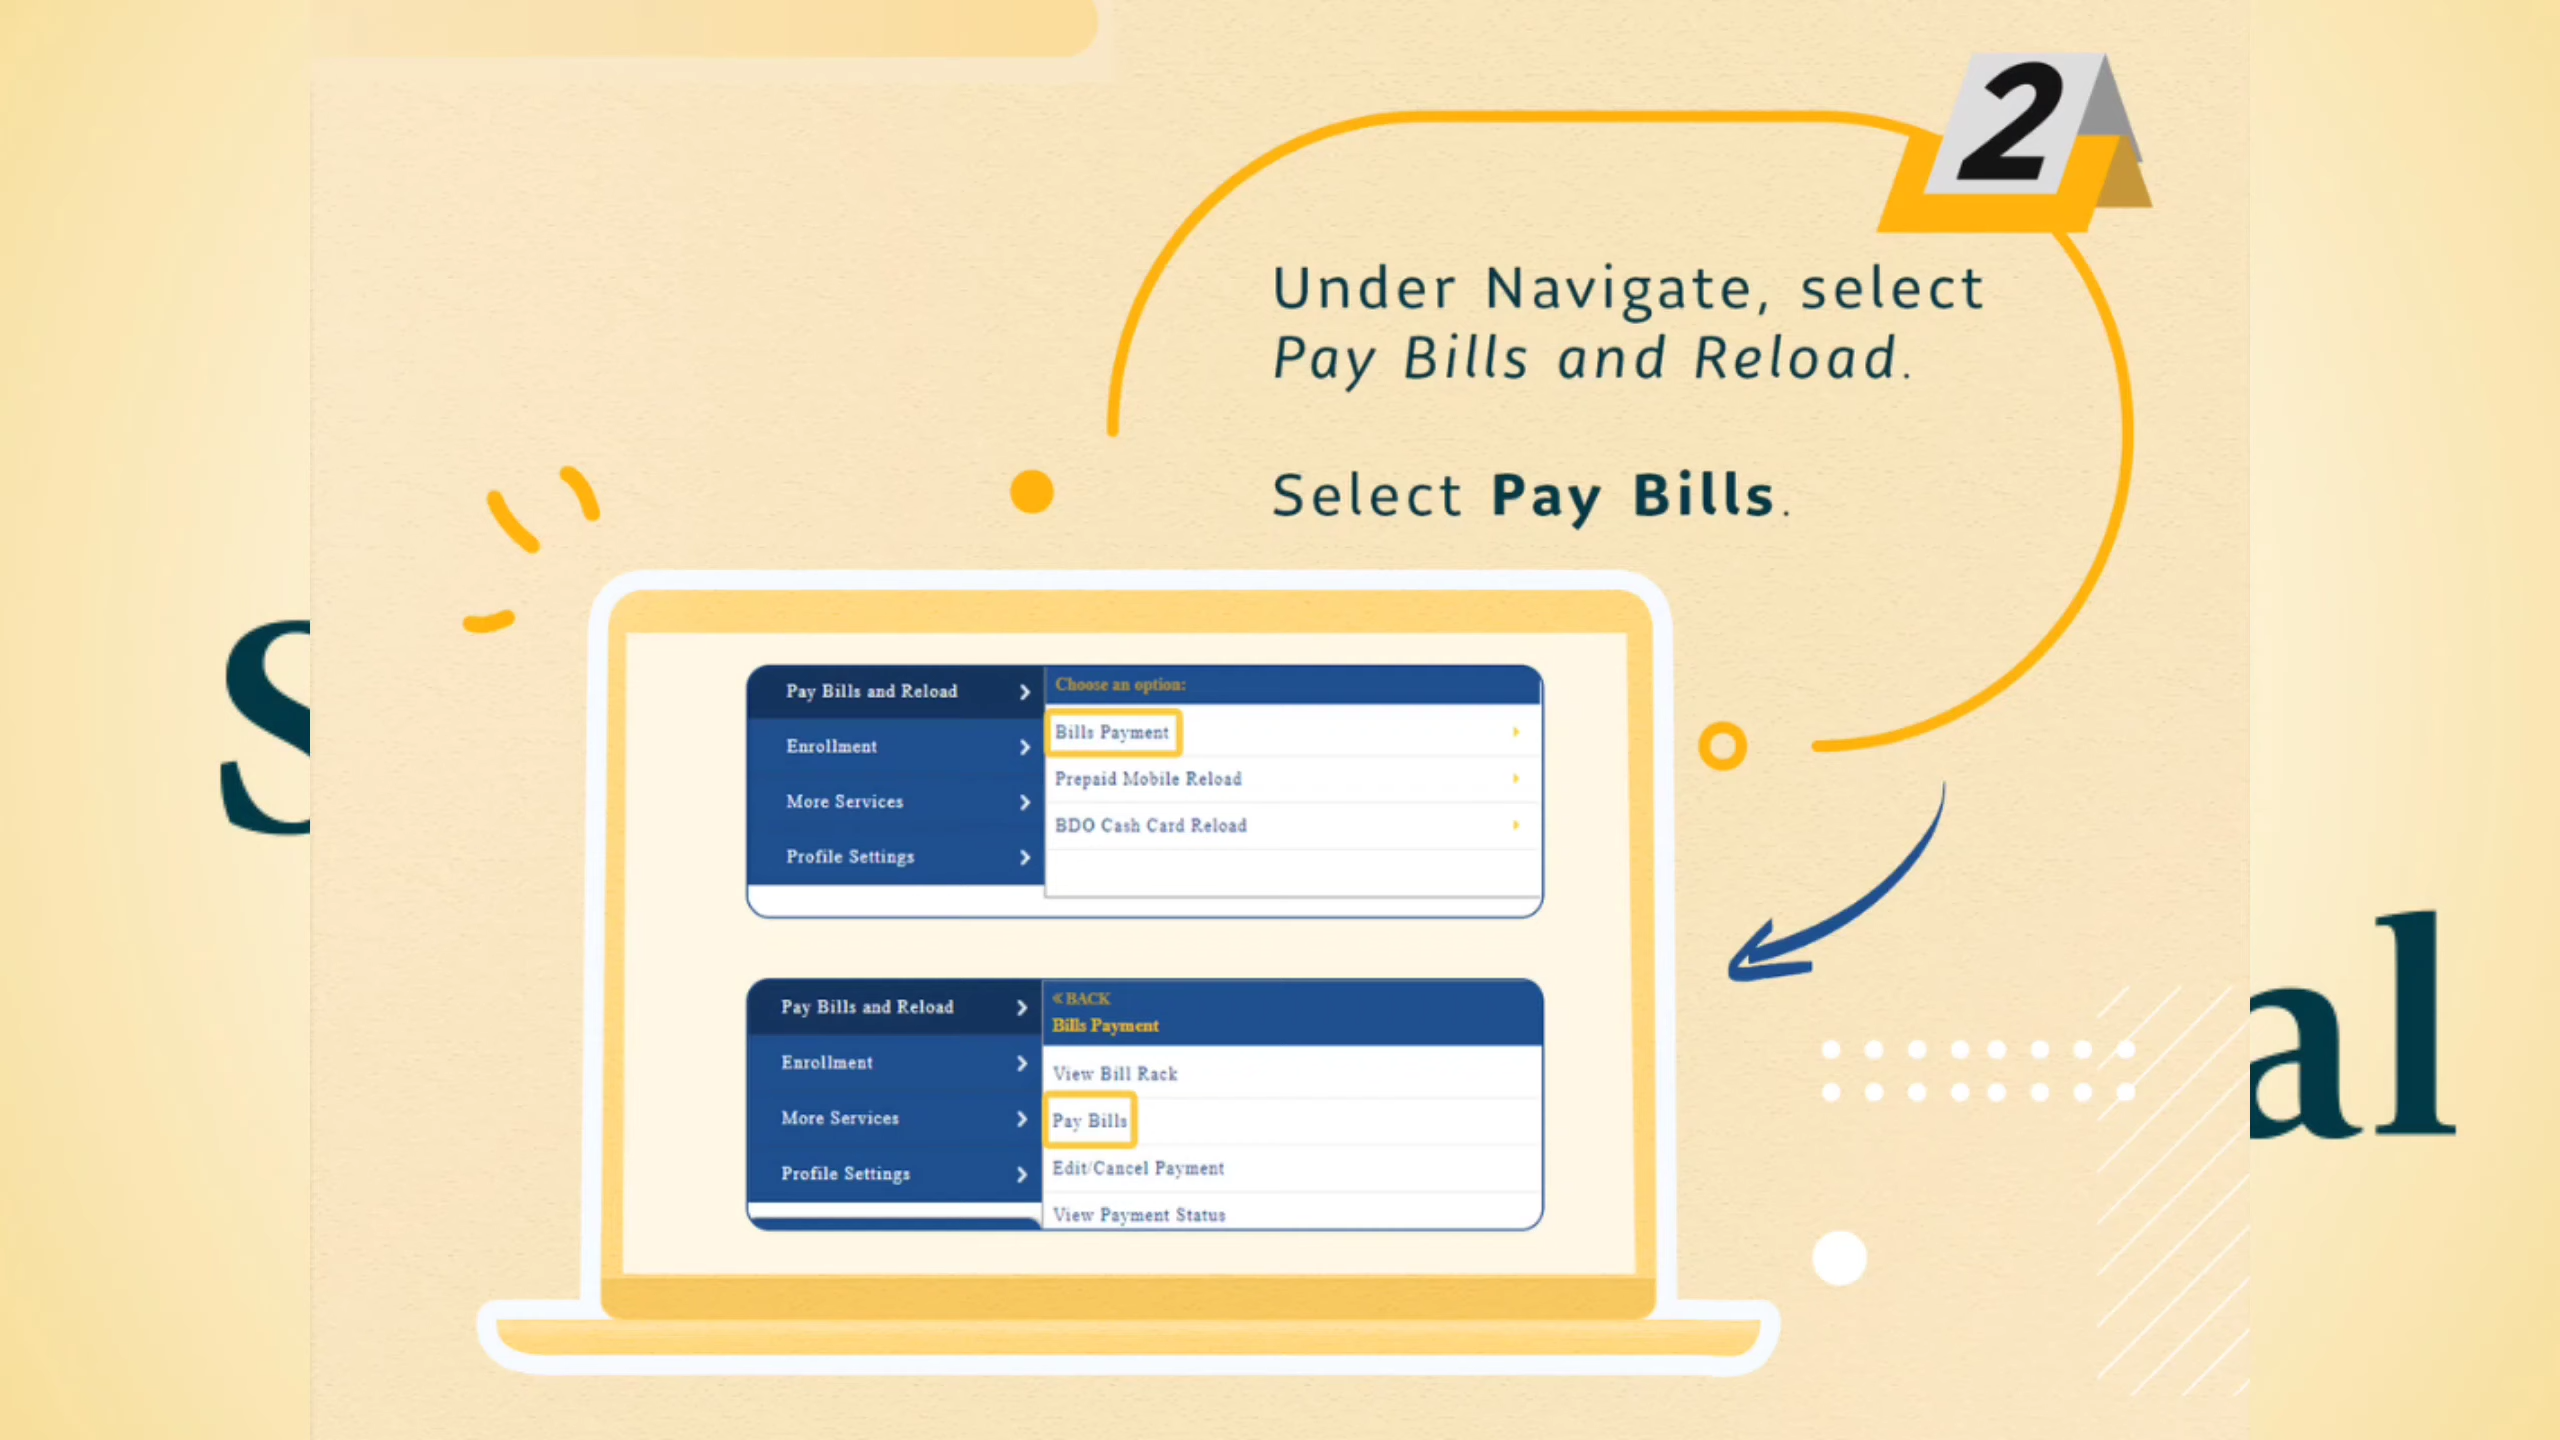 2
Under Navigate, select
Pay Bills and Reload.
Select Pay Bills.
Pay Bills and Reload
Enrollment
More Services
Profile Settings
Choose an option:
Bills Payment
Prepaid Mobile Reload
BDO Cash Card Reload
Pay Bills and Reload
Enrollment
More Services
Profile Settings
« BACK
Bills Payment
View Bill Rack
Pay Bills
Edit/Cancel Payment
View Payment Status
S
al